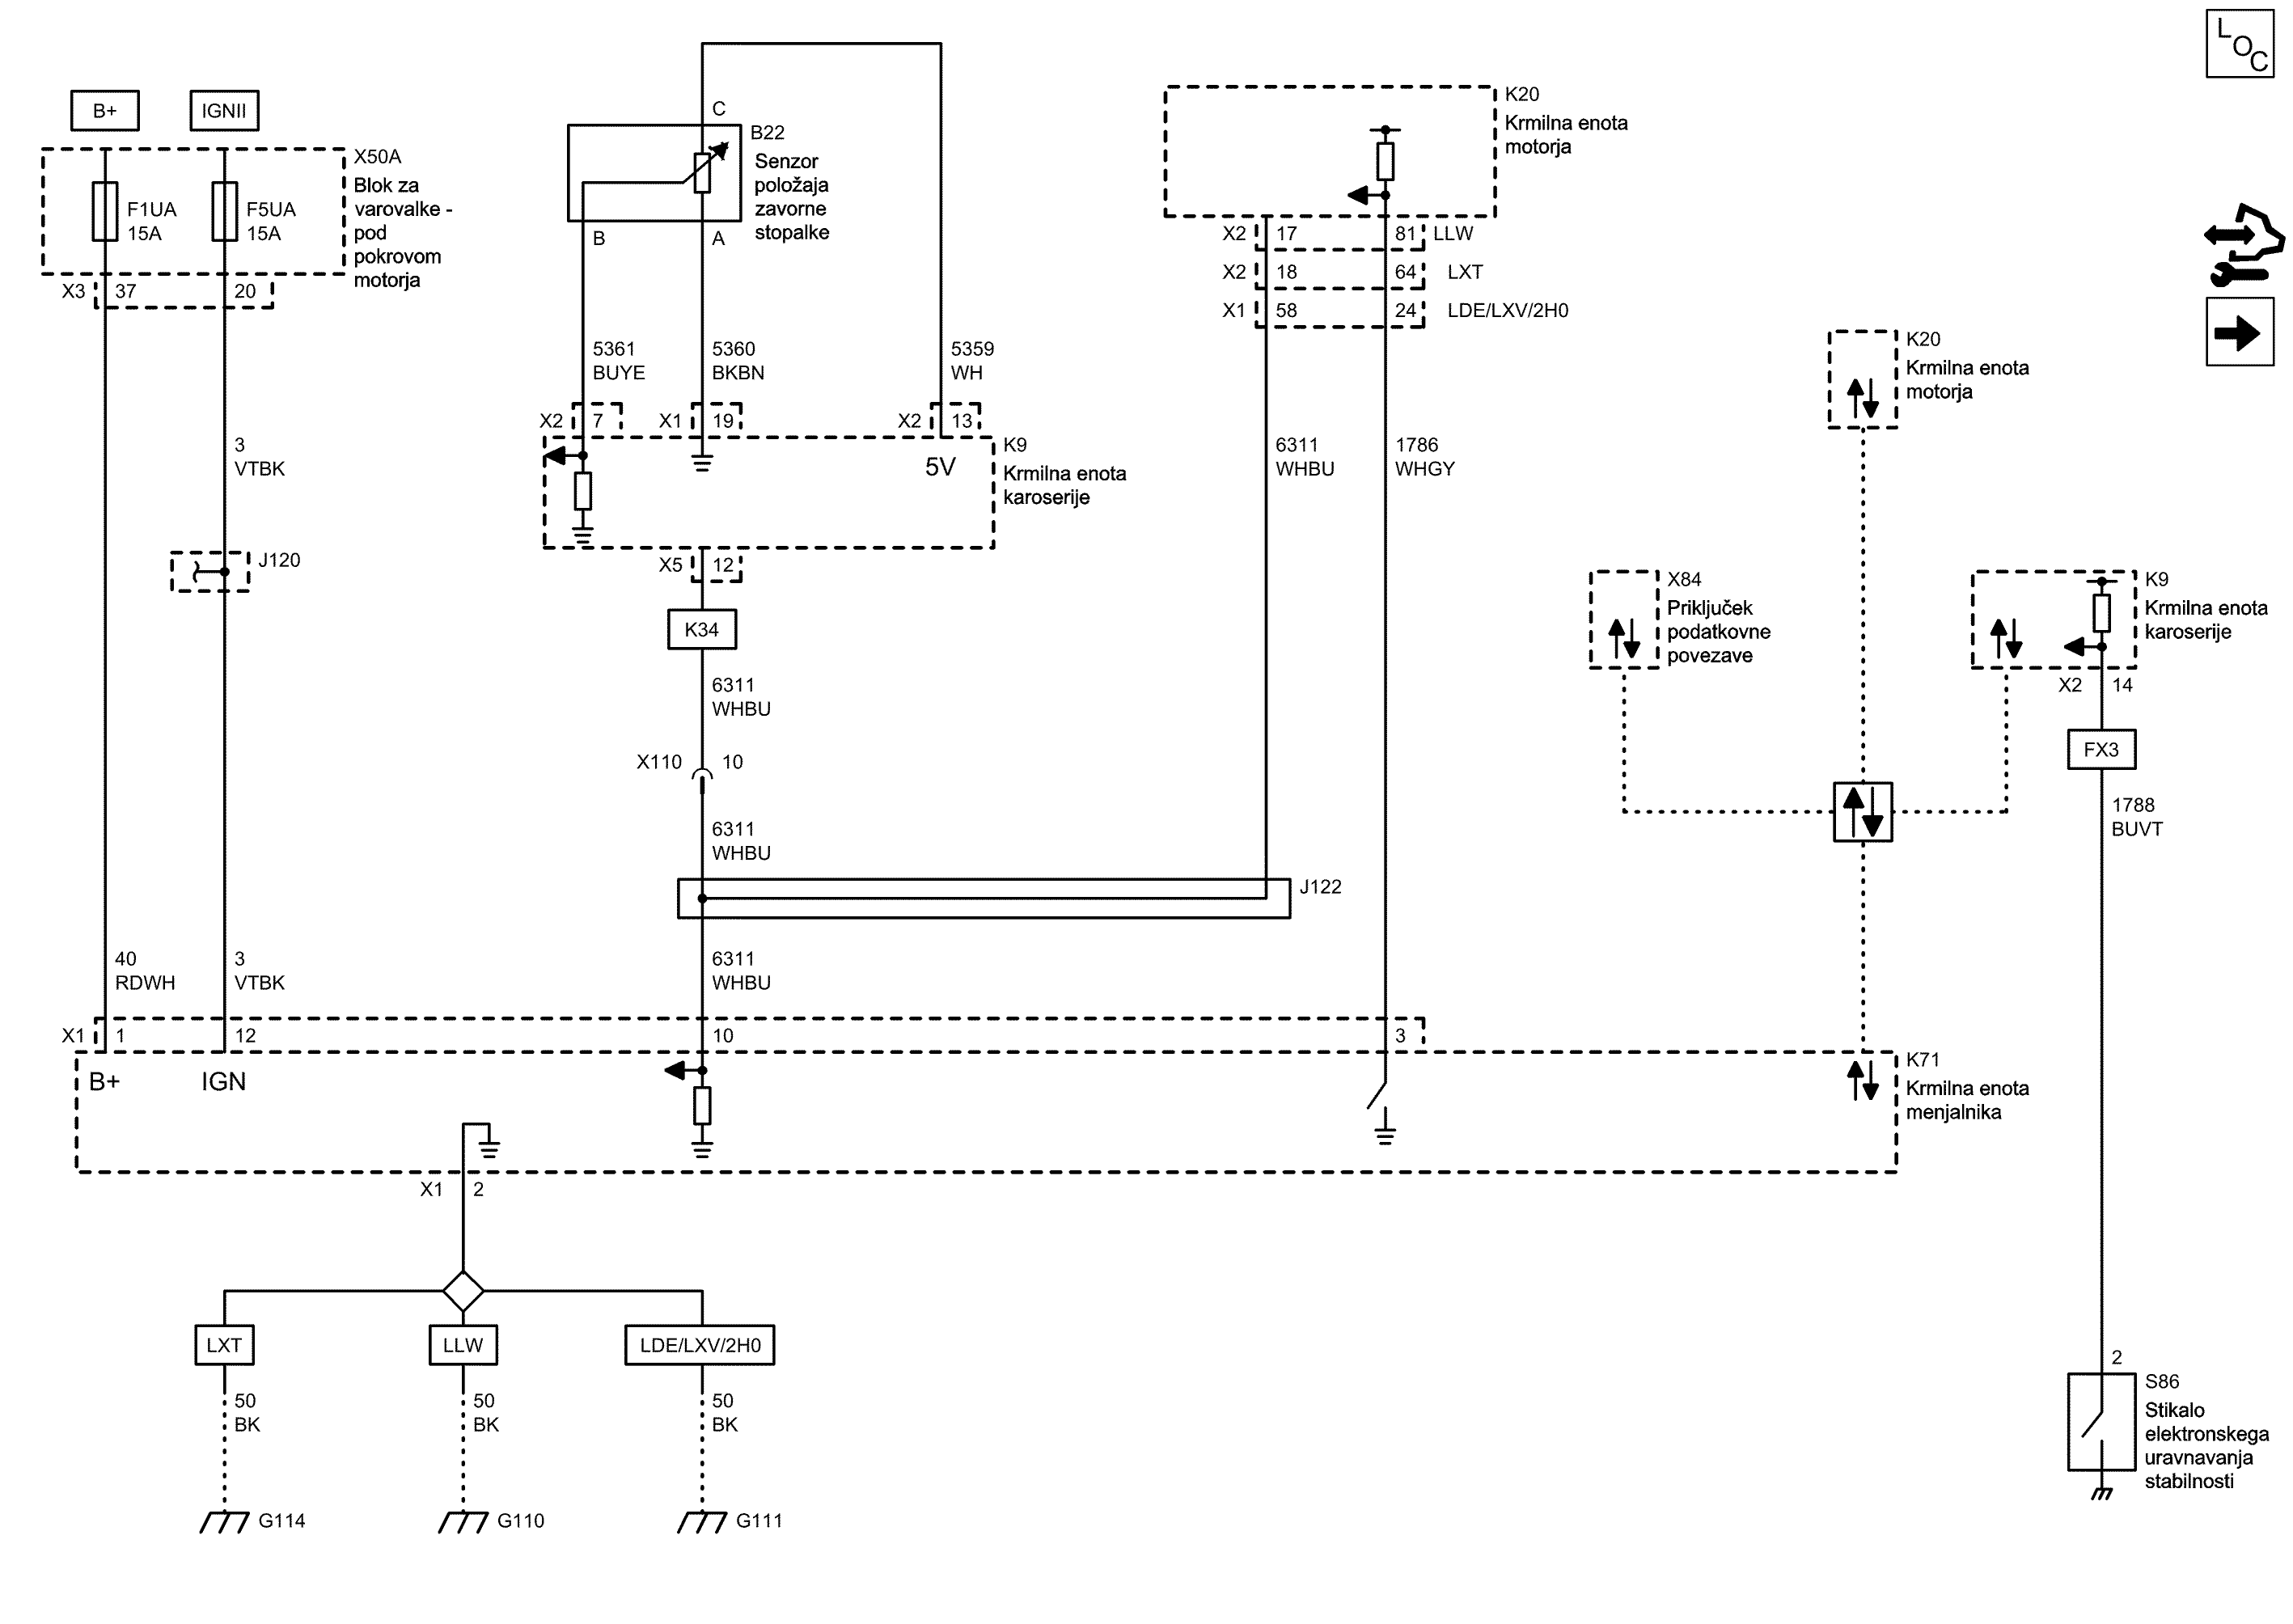 L
O
C
B+
IGNII
X50A
Blok za
varovalke -
pod
pokrovom
motorja
F1UA
15A
F5UA
15A
X3
37
20
3
VTBK
J120
40
RDWH
3
VTBK
C
B22
Senzor
položaja
zavorne
stopalke
B
A
5361
BUYE
5360
BKBN
5359
WH
X2
7
X1
19
X2
13
5V
K9
Krmilna enota
karoserije
X5
12
K34
6311
WHBU
X110
10
6311
WHBU
J122
6311
WHBU
K20
Krmilna enota
motorja
X2
17
81
LLW
X2
18
64
LXT
X1
58
24
LDE/LXV/2H0
6311
WHBU
1786
WHGY
K20
Krmilna enota
motorja
X84
Priključek
podatkovne
povezave
K9
Krmilna enota
karoserije
X2
14
FX3
1788
BUVT
X1
1
12
10
3
B+
IGN
K71
Krmilna enota
menjalnika
X1
2
LXT
LLW
LDE/LXV/2H0
50
BK
50
BK
50
BK
G114
G110
G111
2
S86
Stikalo
elektronskega
uravnavanja
stabilnosti